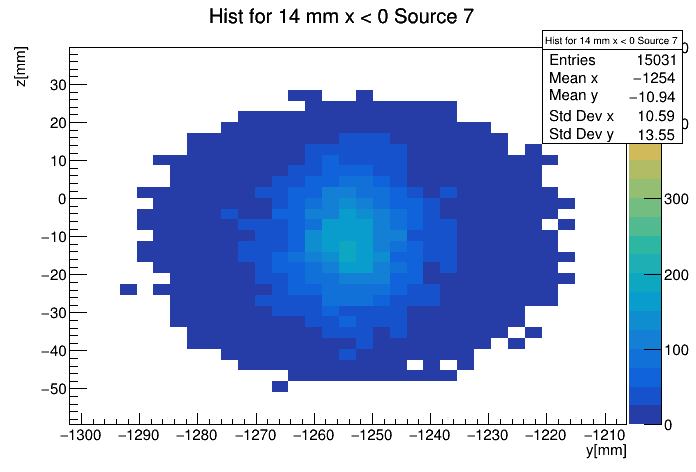 Hist for 14 mm x < 0 Source 7
z[mm]
Hist for 14 mm x < 0 Source 7
Entries 15031
Mean x −1254
Mean y −10.94
Std Dev x 10.59
Std Dev y 13.55
30
20
10
0
−10
−20
−30
−40
−50
300
200
100
0
−1300 −1290 −1280 −1270 −1260 −1250 −1240 −1230 −1220 −1210
y[mm]